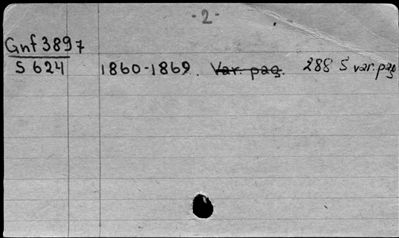 - 2 -
Gnf 3897
S 624 1860-1869. Var. pag. 288 S var. pag